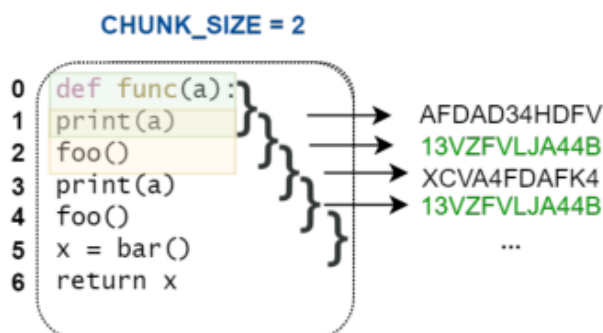 CHUNK_SIZE = 2
0 def func(a):
1 print(a) AFDAD34HDFV
2 foo() 13VZFVLJA44B
3 print(a) XCVA4FDAFK4
4 foo() 13VZFVLJA44B
5 x = bar() ...
6 return x